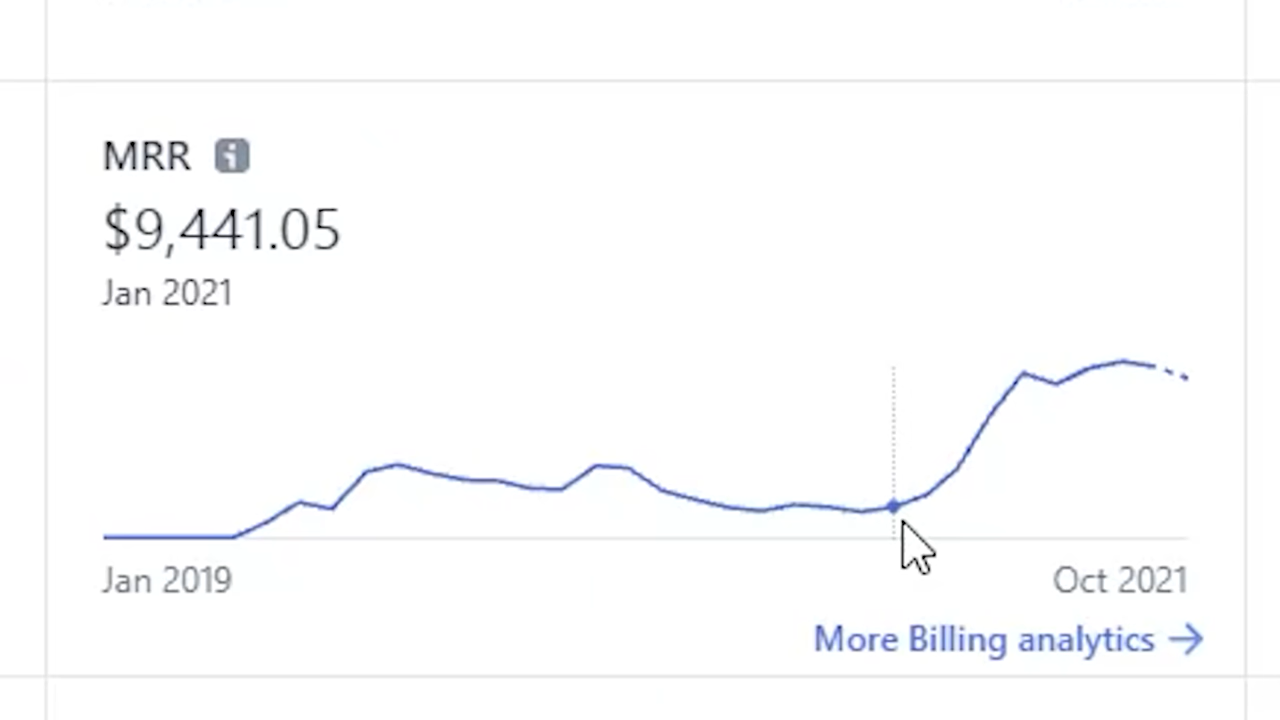 MRR
$9,441.05
Jan 2021
Jan 2019
Oct 2021
More Billing analytics →